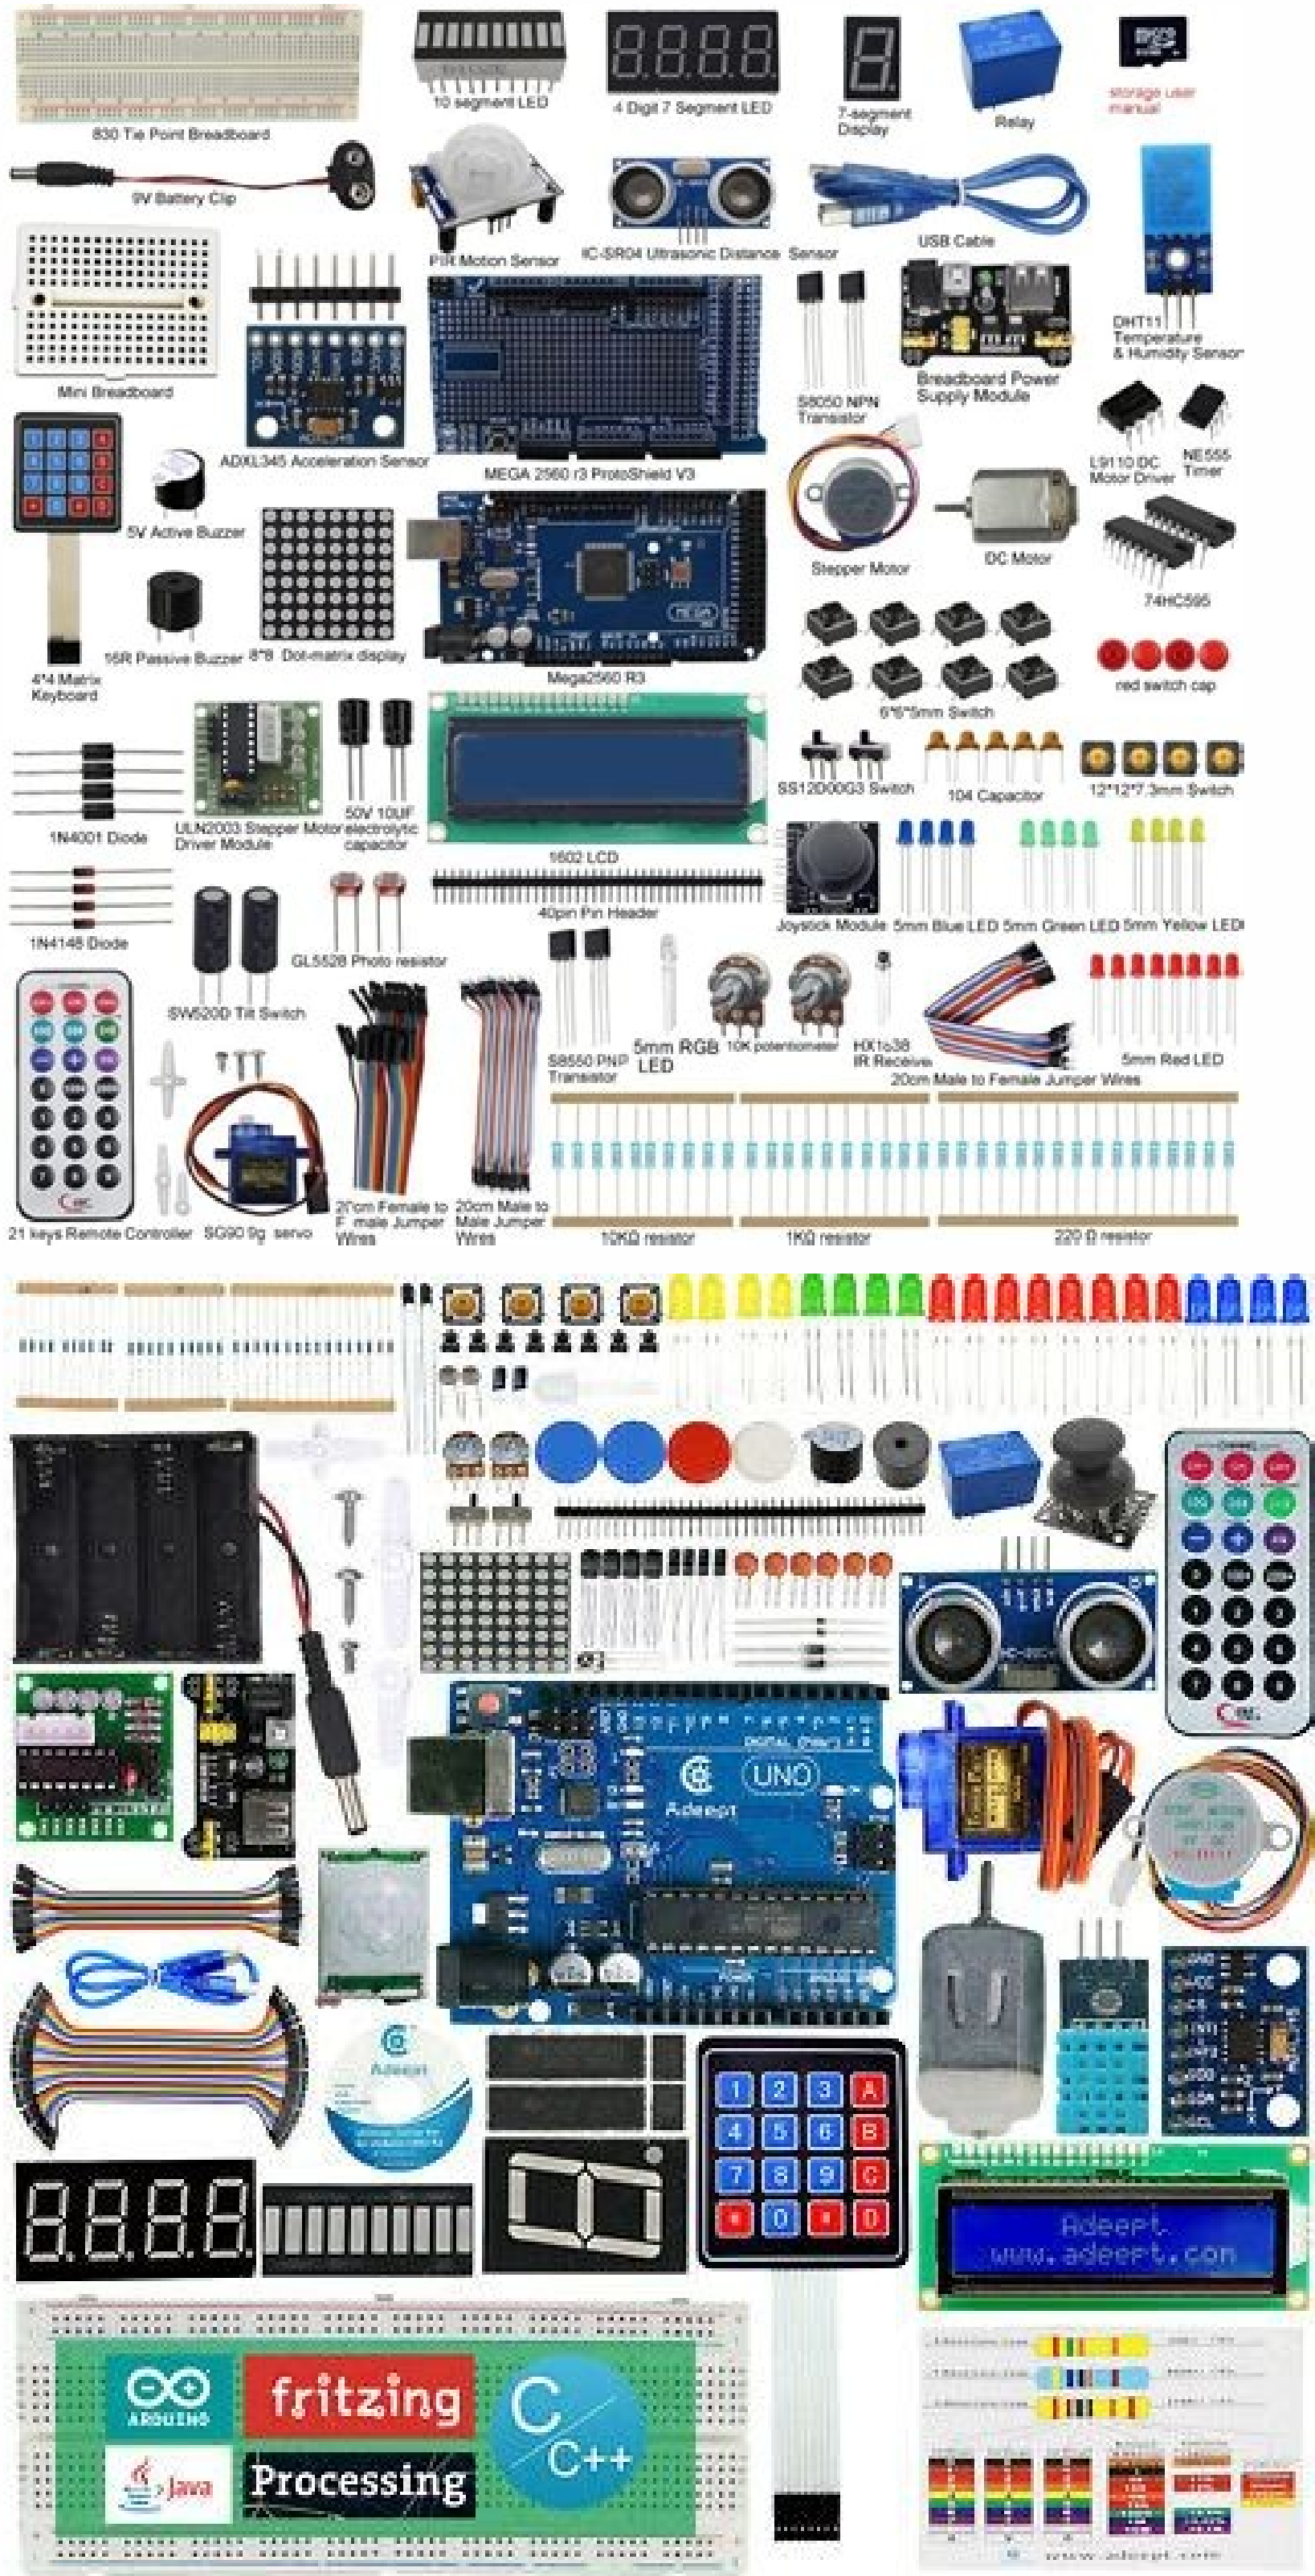 830 Tie Point Breadboard
10 segment LED
4 Digit 7 Segment LED
7-segment
Display
Relay
storage user
manual
9V Battery Clip
PIR Motion Sensor
IC-SR04 Ultrasonic Distance Sensor
USB Cable
DHT11
Temperature
& Humidity Sensor
Mini Breadboard
ADXL345 Acceleration Sensor
MEGA 2560 r3 ProtoShield V3
S8050 NPN
Transistor
Breadboard Power
Supply Module
L9110 DC
Motor Driver
NE555
Timer
5V Active Buzzer
Stepper Motor
DC Motor
74HC595
4*4 Matrix
Keyboard
16R Passive Buzzer
8*8 Dot-matrix display
MEGA
Mega2560 R3
6*6*5mm Switch
red switch cap
1N4001 Diode
ULN2003 Stepper Motor
Driver Module
50V 10UF
electrolytic
capacitor
1602 LCD
SS12D00G3 Switch
104 Capacitor
12*12*7.3mm Switch
1N4148 Diode
SW520D Tilt Switch
GL5528 Photo resistor
40pin Pin Header
Joystick Module
5mm Blue LED
5mm Green LED
5mm Yellow LED
S8550 PNP
Transistor
5mm RGB
LED
10K potentiometer
HX1838
IR Receive
20cm Male to Female Jumper Wires
5mm Red LED
21 keys Remote Controller
SG90 9g servo
20cm Female to
F male Jumper
Wires
20cm Male to
Male Jumper
Wires
10KΩ resistor
1KΩ resistor
220 Ω resistor
UNO
Adeept
Adeept
1 2 3 A
4 5 6 B
7 8 9 C
* 0 * D
Adeept
www.adeept.com
ARDUINO
fritzing
C
C++
Java
Processing
www.adeept.com